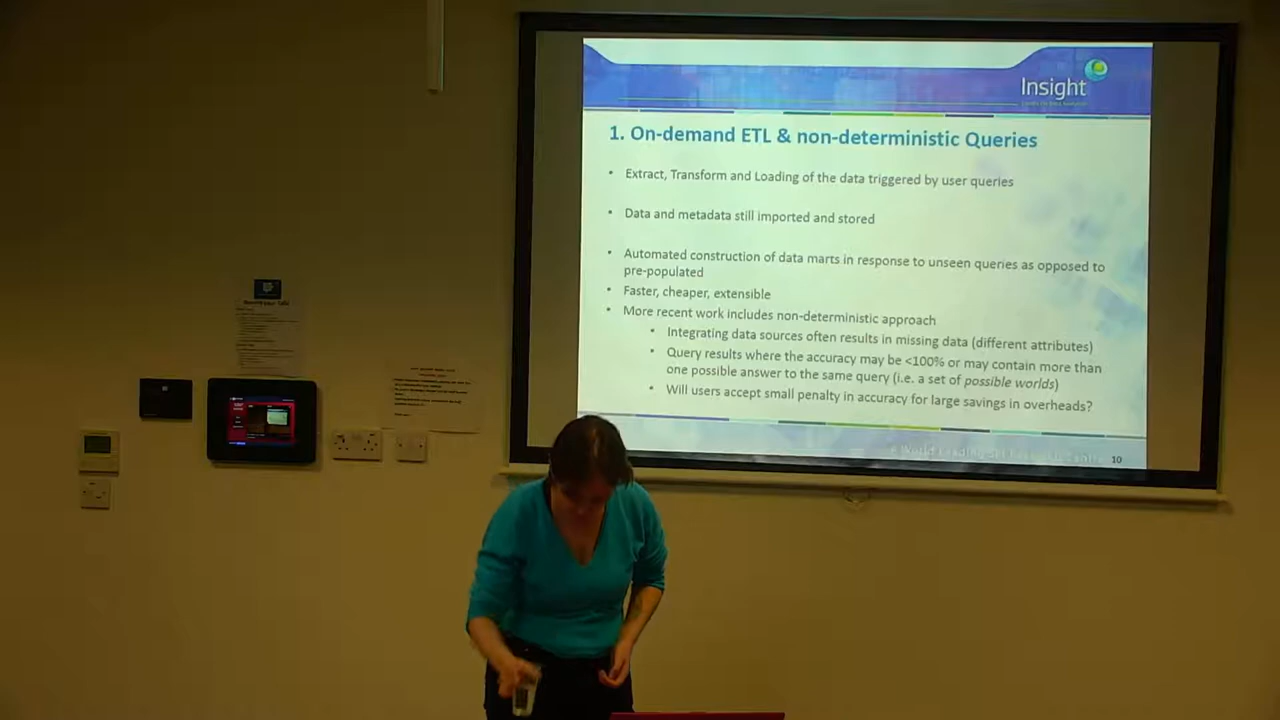 Insight
1. On-demand ETL & non-deterministic Queries
• Extract, Transform and Loading of the data triggered by user queries
• Data and metadata still imported and stored
• Automated construction of data marts in response to unseen queries as opposed to
pre-populated
• Faster, cheaper, extensible
• More recent work includes non-deterministic approach
• Integrating data sources often results in missing data (different attributes)
• Query results where the accuracy may be <100% or may contain more than
one possible answer to the same query (i.e. a set of possible worlds)
• Will users accept small penalty in accuracy for large savings in overheads?
10